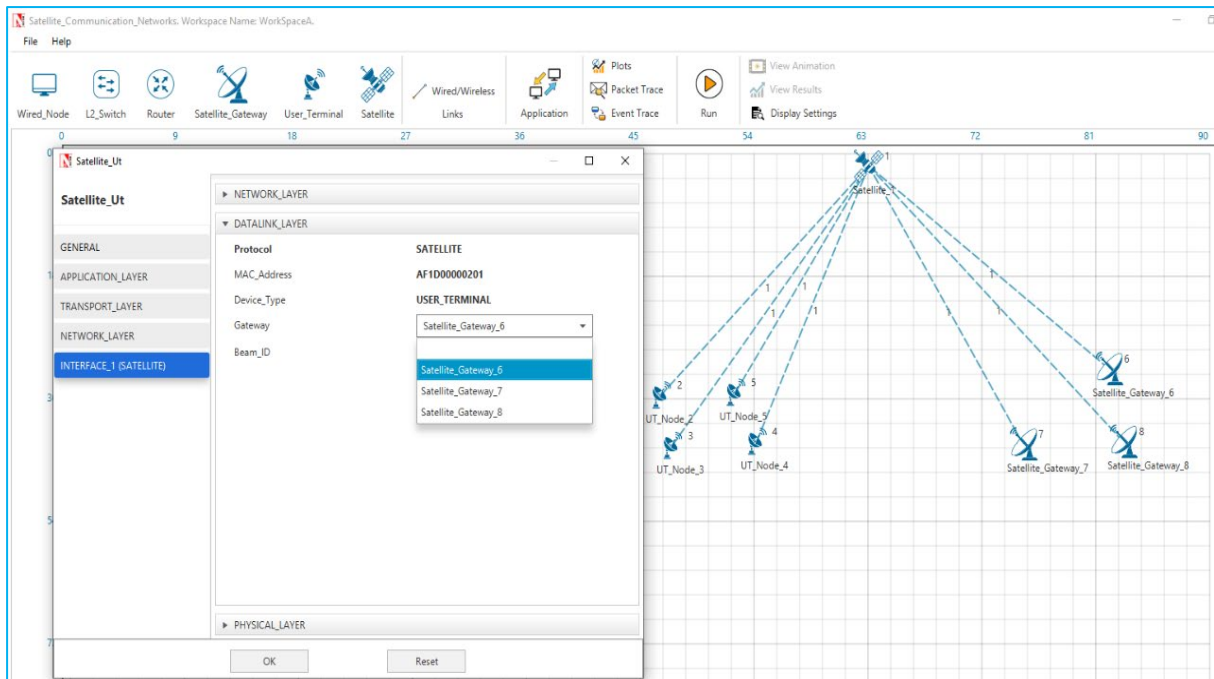 Satellite_Communication_Networks. Workspace Name: WorkSpaceA.
File Help
Wired_Node
L2_Switch
Router
Satellite_Gateway
User_Terminal
Satellite
Wired/Wireless
Links
Application
Plots
Packet Trace
Event Trace
Run
View Animation
View Results
Display Settings
0 9 18 27 36 45 54 63 72 81 90
Satellite_Ut
Satellite_Ut
GENERAL
APPLICATION_LAYER
TRANSPORT_LAYER
NETWORK_LAYER
INTERFACE_1 (SATELLITE)
NETWORK_LAYER
DATALINK_LAYER
Protocol SATELLITE
MAC_Address AF1D00000201
Device_Type USER_TERMINAL
Gateway Satellite_Gateway_6
Beam_ID
Satellite_Gateway_6
Satellite_Gateway_7
Satellite_Gateway_8
PHYSICAL_LAYER
OK Reset
1
Satellite_1
1
1
1
1
1
1
1
2
UT_Node_2
5
UT_Node_5
3
UT_Node_3
4
UT_Node_4
6
Satellite_Gateway_6
7
Satellite_Gateway_7
8
Satellite_Gateway_8